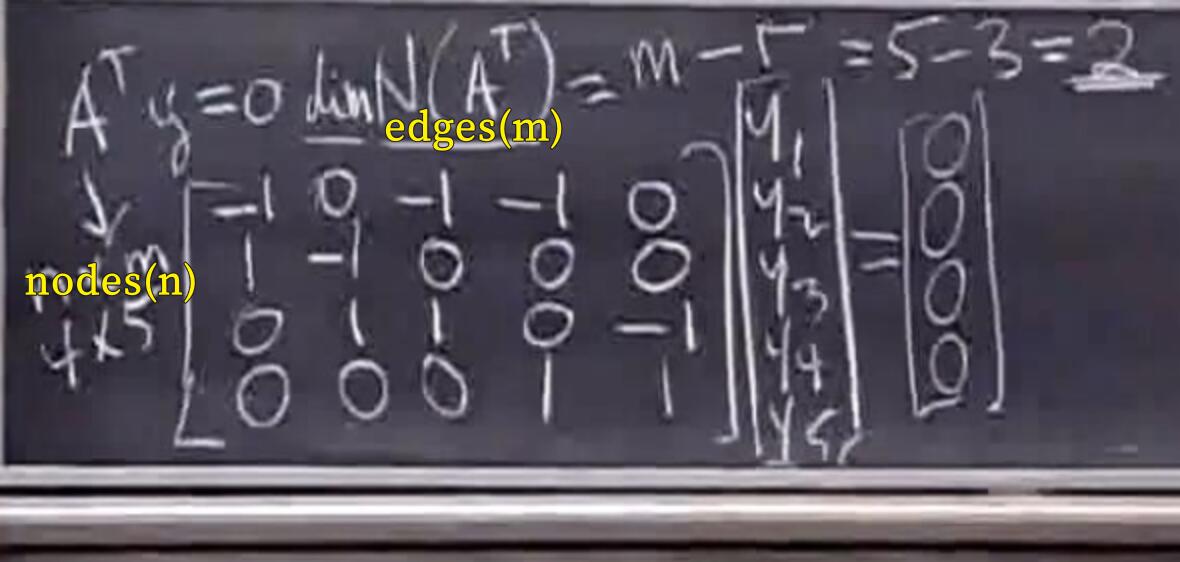 Aᵀy=0 dim N(Aᵀ) = m-r = 5-3=2
edges(m)
-1 0 -1 -1 0 y₁ 0
1 -1 0 0 0 y₂ = 0
nodes(n)
4x5
0 1 1 0 -1 y₃ 0
0 0 0 1 1 y₄ 0
y₅